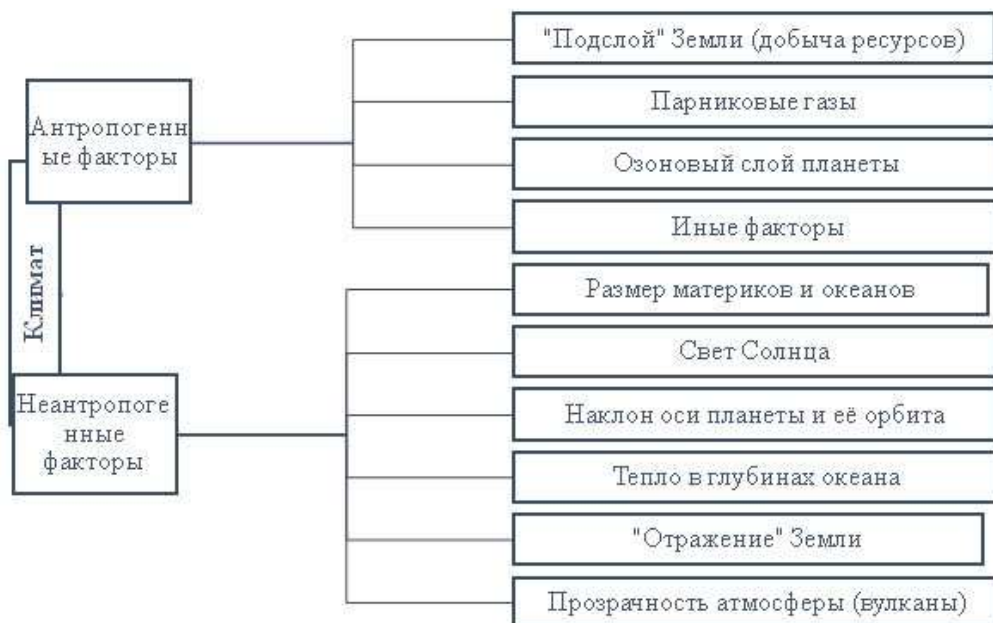 Климат
Антропогенн
ые факторы
"Подслой" Земли (добыча ресурсов)
Парниковые газы
Озоновый слой планеты
Иные факторы
Неантропоге
нные
факторы
Размер материков и океанов
Свет Солнца
Наклон оси планеты и её орбита
Тепло в глубинах океана
"Отражение" Земли
Прозрачность атмосферы (вулканы)